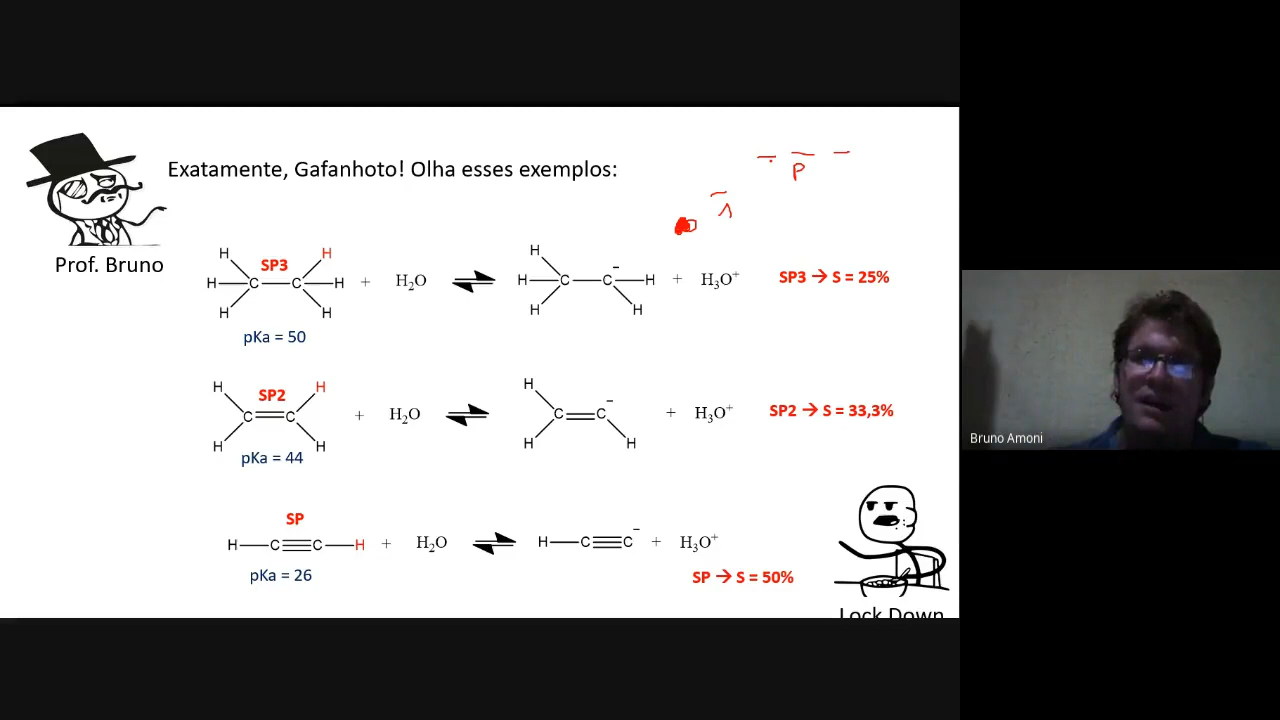 Exatamente, Gafanhoto! Olha esses exemplos:
p
Prof. Bruno
H H
SP3
H C C H + H₂O H C C⁻ H + H₃O⁺ SP3 → S = 25%
H H H H
H
pKa = 50
H H H
SP2
C C + H₂O C C⁻ + H₃O⁺ SP2 → S = 33,3%
H H H H
pKa = 44
Bruno Amoni
SP
H C C H + H₂O H C C⁻ + H₃O⁺
pKa = 26
SP → S = 50%
Lock Down